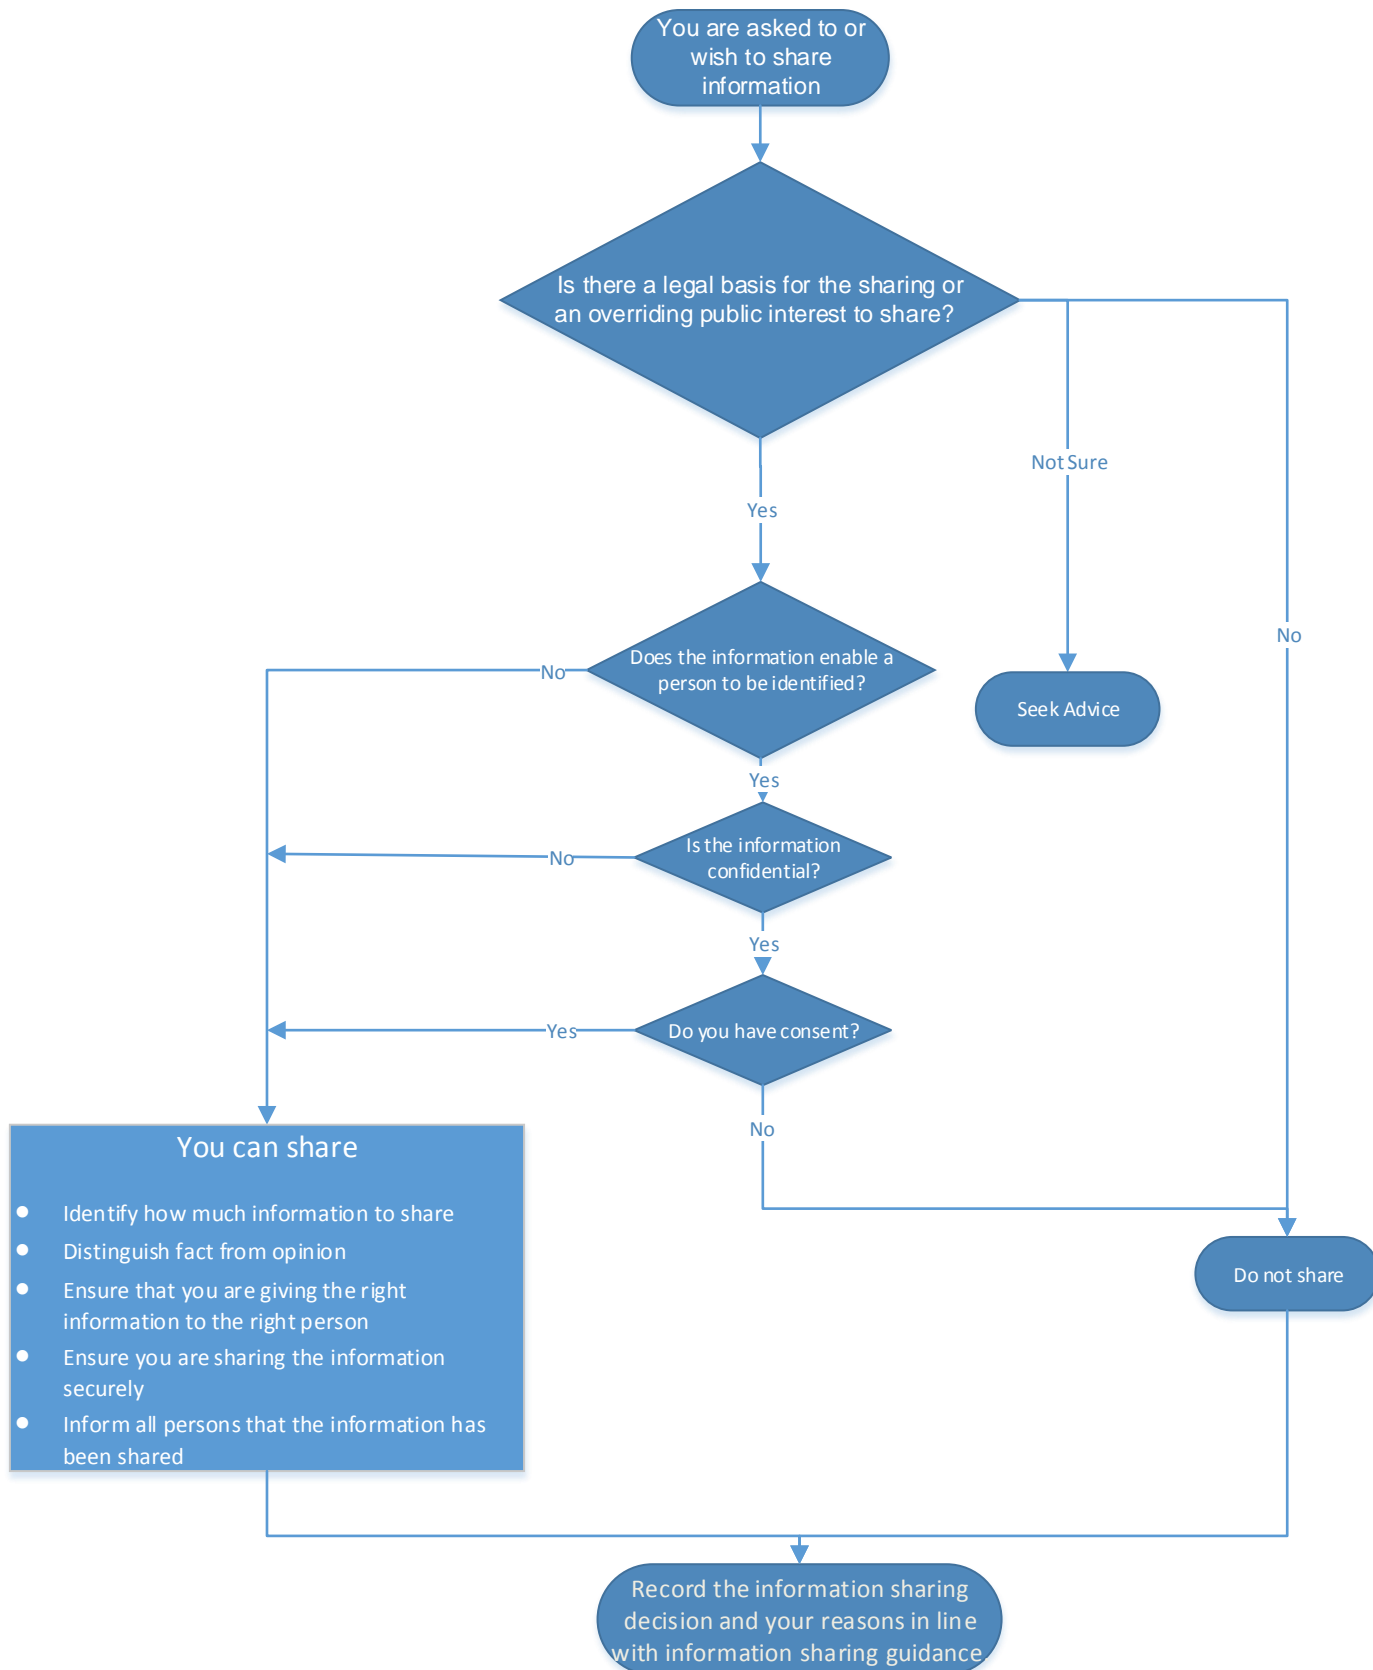 You are asked to or
wish to share
information
Is there a legal basis for the sharing or
an overriding public interest to share?
Not Sure
Yes
No
Does the information enable a
person to be identified?
No
Seek Advice
Yes
Is the information
confidential?
No
Yes
Do you have consent?
Yes
No
You can share
● Identify how much information to share
● Distinguish fact from opinion
● Ensure that you are giving the right
information to the right person
● Ensure you are sharing the information
securely
● Inform all persons that the information has
been shared
Do not share
Record the information sharing
decision and your reasons in line
with information sharing guidance.